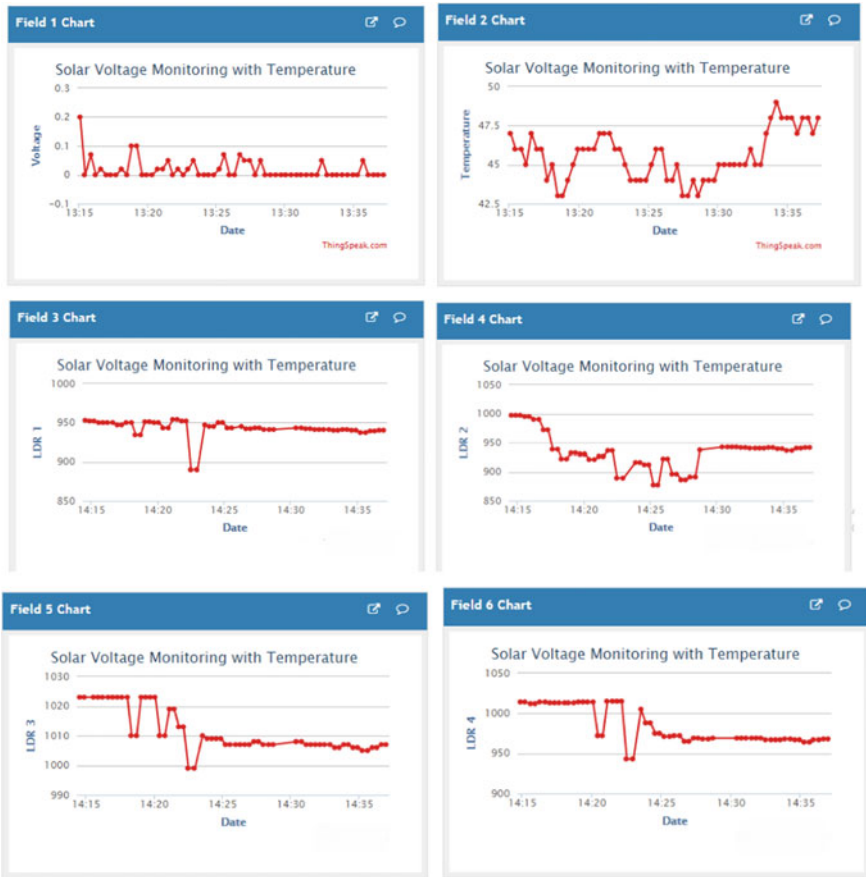 Field 1 Chart
Solar Voltage Monitoring with Temperature
Voltage
0.3
0.2
0.1
0
-0.1
13:15 13:20 13:25 13:30 13:35
Date
ThingSpeak.com
Field 2 Chart
Solar Voltage Monitoring with Temperature
Temperature
50
47.5
45
42.5
13:15 13:20 13:25 13:30 13:35
Date
ThingSpeak.com
Field 3 Chart
Solar Voltage Monitoring with Temperature
LDR 1
1000
950
900
850
14:15 14:20 14:25 14:30 14:35
Date
Field 4 Chart
Solar Voltage Monitoring with Temperature
LDR 2
1050
1000
950
900
850
14:15 14:20 14:25 14:30 14:35
Date
Field 5 Chart
Solar Voltage Monitoring with Temperature
LDR 3
1030
1020
1010
1000
990
14:15 14:20 14:25 14:30 14:35
Date
Field 6 Chart
Solar Voltage Monitoring with Temperature
LDR 4
1050
1000
950
900
14:15 14:20 14:25 14:30 14:35
Date